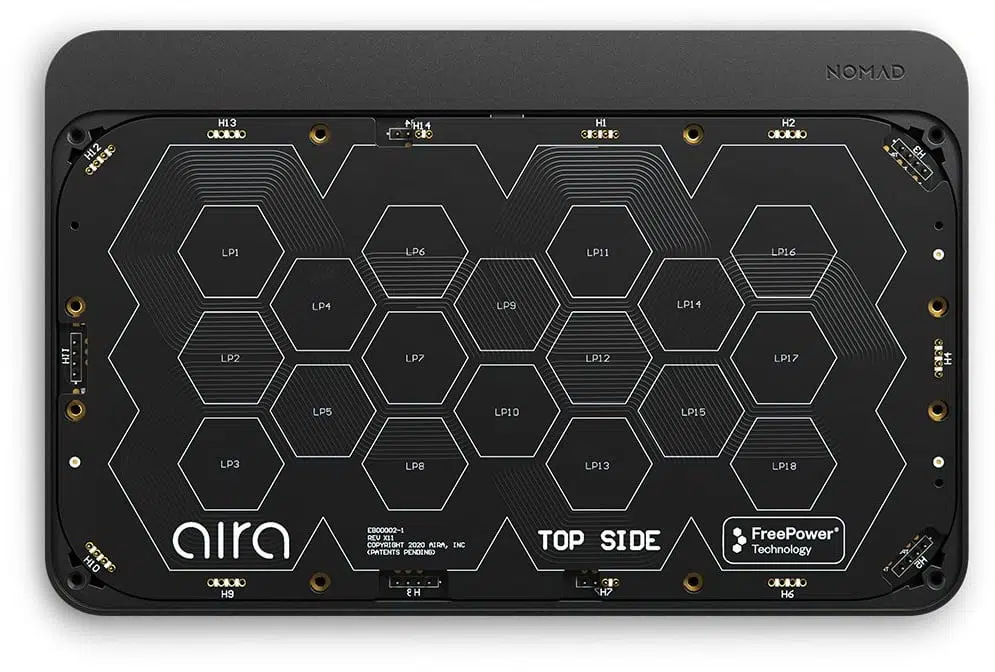 NOMAD
H13
H14
H1
H2
H12
H3
LP1
LP6
LP11
LP16
LP4
LP9
LP14
H11
LP2
LP7
LP12
LP17
H4
LP5
LP10
LP15
LP3
LP8
LP13
LP18
aira
EB00002-1
REV X11
COPYRIGHT 2020 AIRA, INC
(PATENTS PENDING)
TOP SIDE
FreePower®
Technology
H10
H5
H9
H8
H7
H6